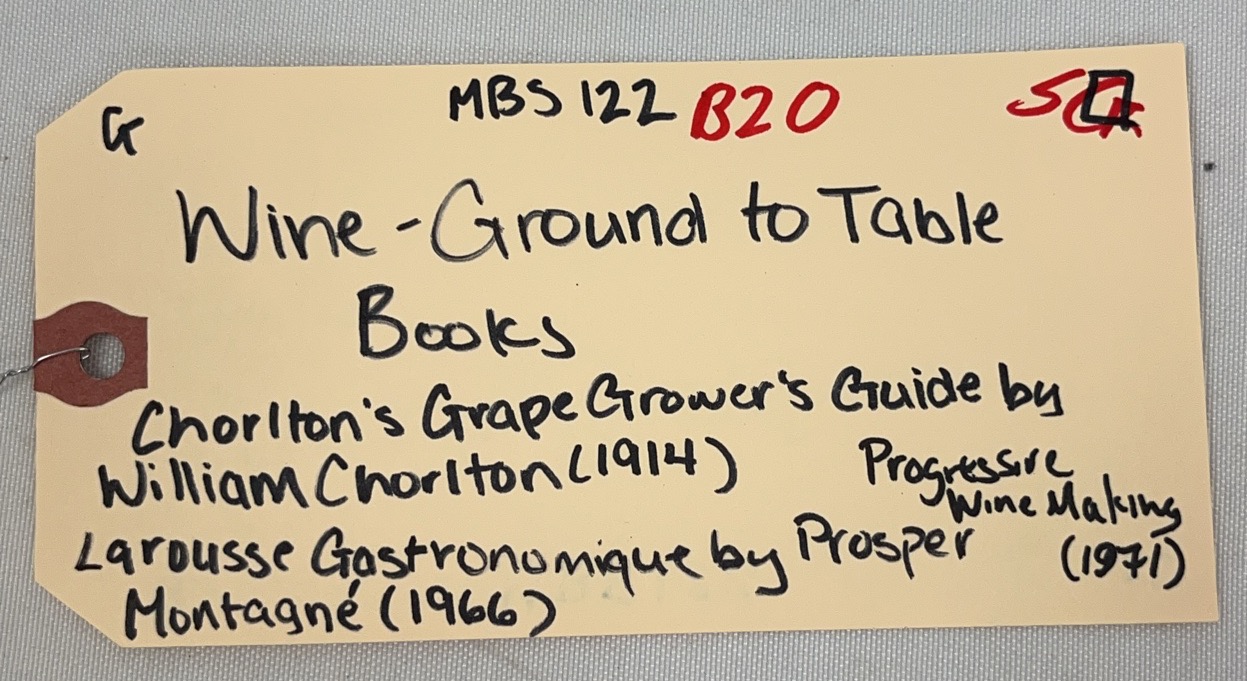 G
MBS 122 B20
Wine - Ground to Table
Books
Chorlton's Grape Grower's Guide by
William Chorlton (1914)
Progressive
Wine Making
(1971)
Larousse Gastronomique by Prosper
Montagné (1966)